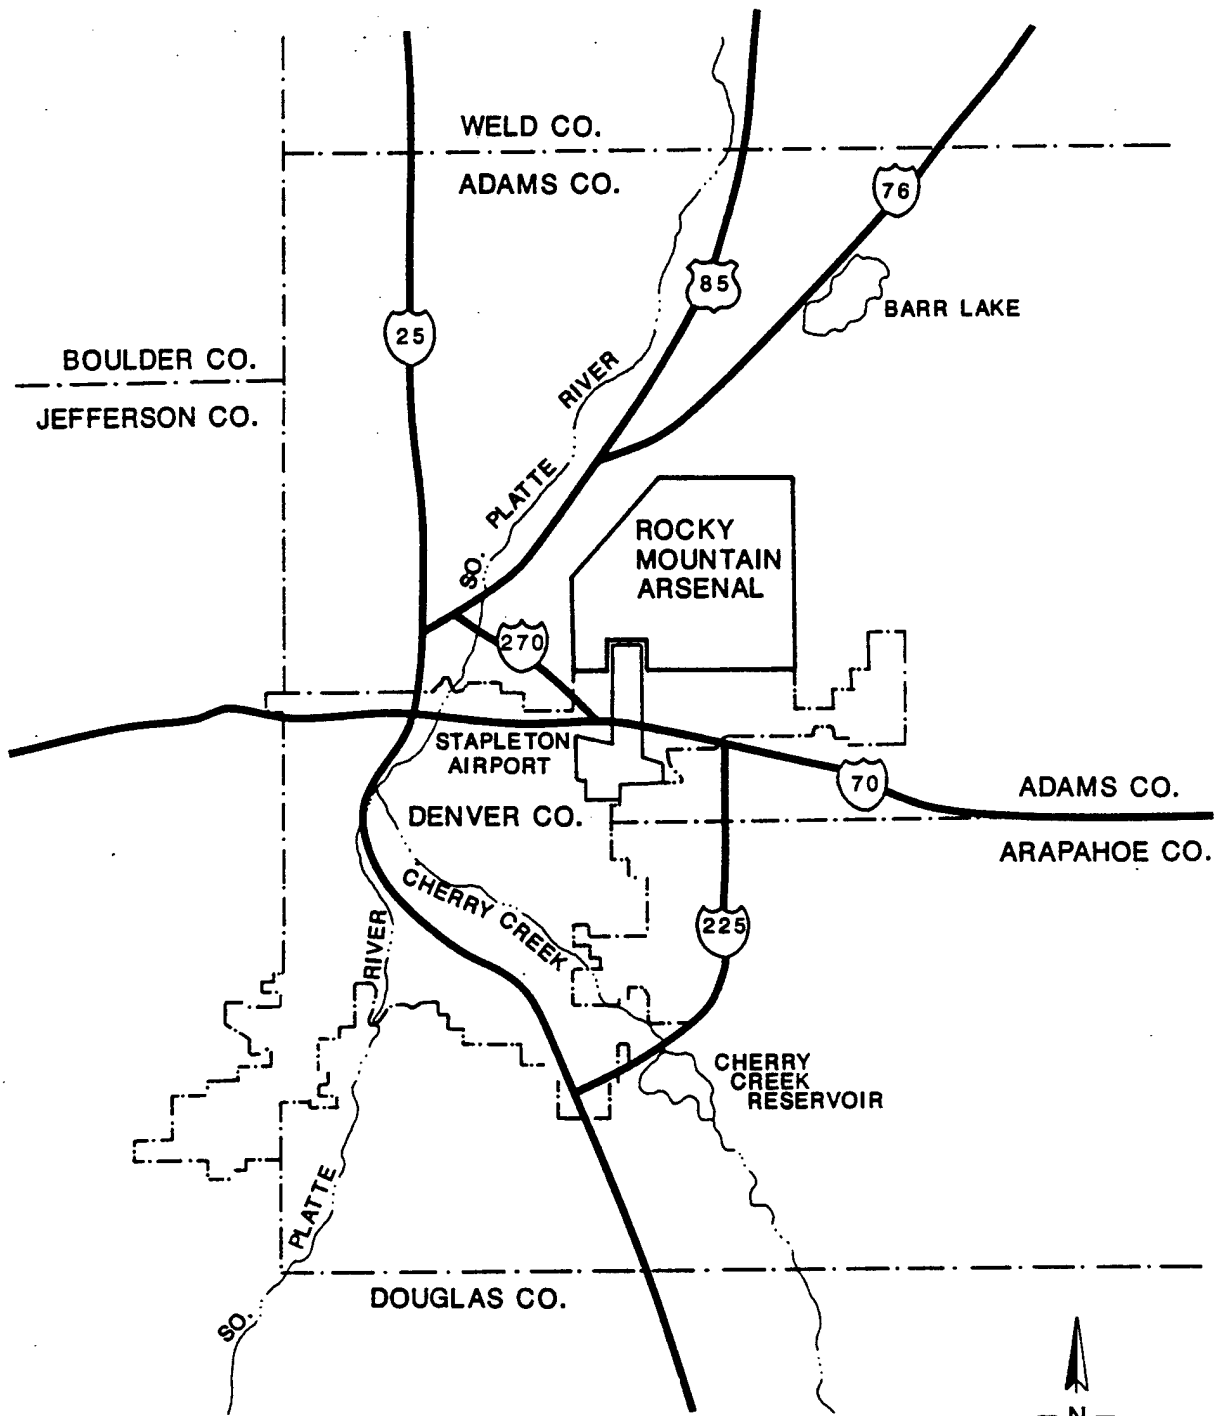 WELD CO.
ADAMS CO.
76
85
BARR LAKE
25
BOULDER CO.
JEFFERSON CO.
SO. PLATTE RIVER
ROCKY
MOUNTAIN
ARSENAL
270
STAPLETON
AIRPORT
70
ADAMS CO.
DENVER CO.
ARAPAHOE CO.
CHERRY CREEK
225
SO. PLATTE RIVER
CHERRY
CREEK
RESERVOIR
DOUGLAS CO.
N